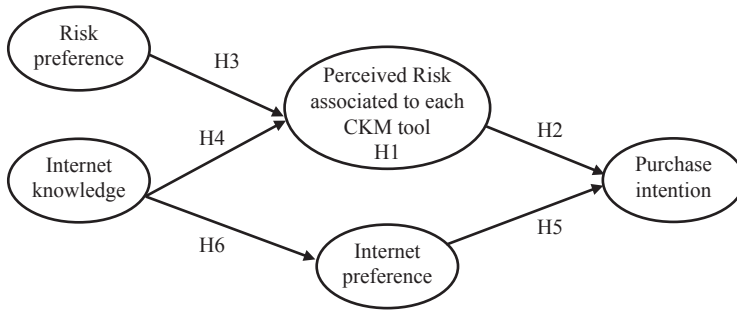 Risk
preference
H3
Perceived Risk
associated to each
CKM tool
H1
H4
H2
Internet
knowledge
Purchase
intention
H6
H5
Internet
preference